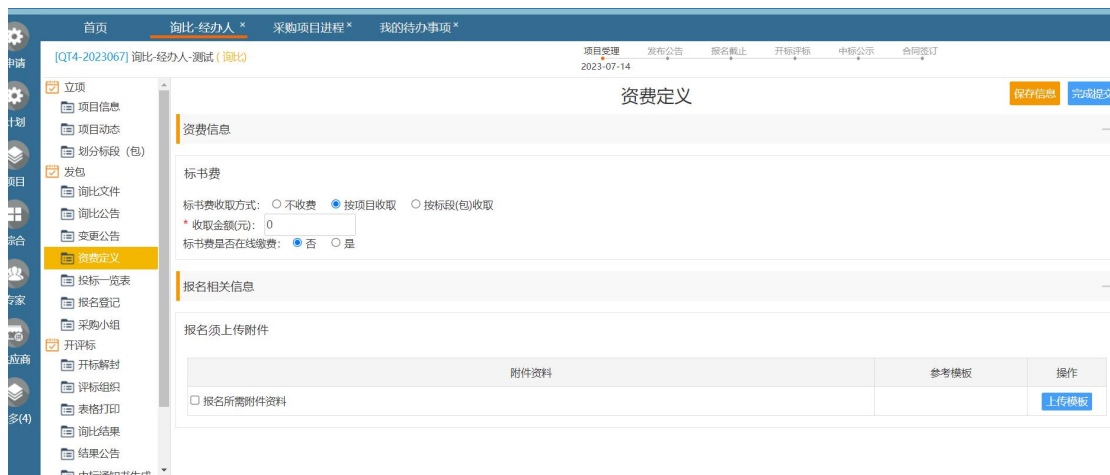 首页
询比-经办人 ×
采购项目进程 ×
我的待办事项 ×
申请
计划
项目
综合
专家
应商
多(4)
[QT4-2023067] 询比-经办人-测试 ( 询比)
项目受理
发布公告
报名截止
开标评标
中标公示
合同签订
2023-07-14
立项
项目信息
项目动态
划分标段（包)
发包
询比文件
询比公告
变更公告
资费定义
投标一览表
报名登记
采购小组
开评标
开标解封
评标组织
表格打印
询比结果
结果公告
中标通知书生成
资费定义
保存信息
完成提交
资费信息
标书费
标书费收取方式： 不收费 按项目收取 按标段(包)收取
* 收取金额(元)： 0
标书费是否在线缴费： 否 是
报名相关信息
报名须上传附件
附件资料 参考模板 操作
报名所需附件资料 上传模板